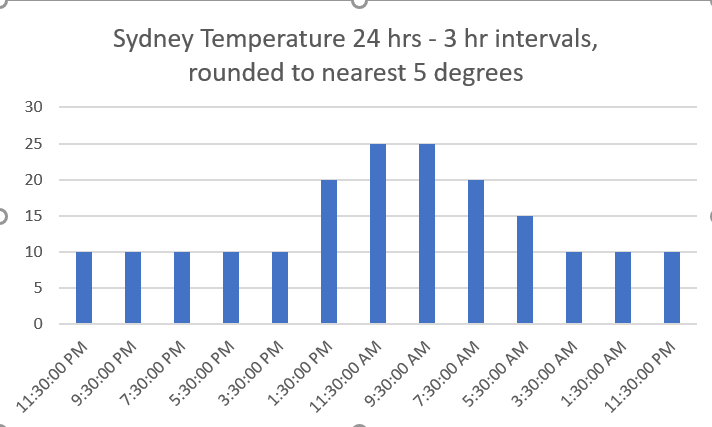 Sydney Temperature 24 hrs - 3 hr intervals,
rounded to nearest 5 degrees
30
25
20
15
10
5
0
11:30:00 PM
9:30:00 PM
7:30:00 PM
5:30:00 PM
3:30:00 PM
1:30:00 PM
11:30:00 AM
9:30:00 AM
7:30:00 AM
5:30:00 AM
3:30:00 AM
1:30:00 AM
11:30:00 PM